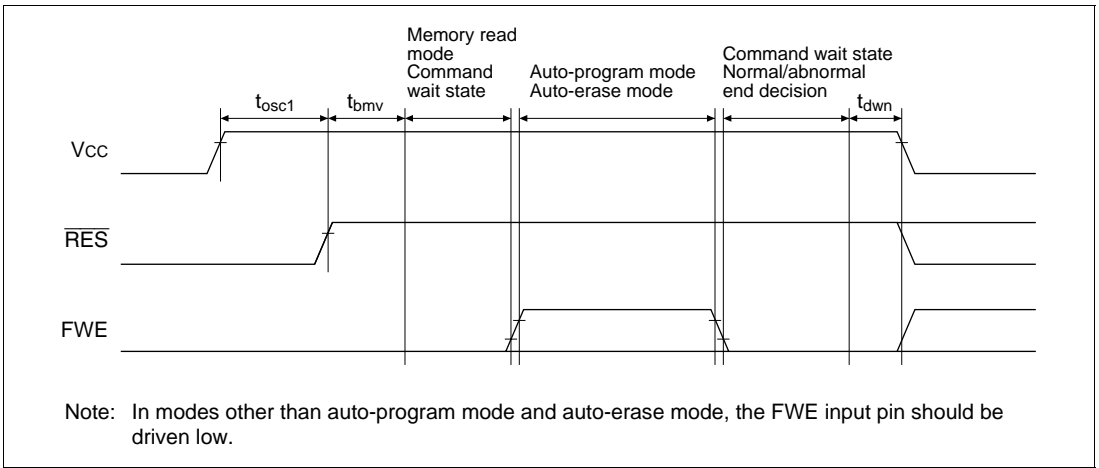 Memory read
mode
Command
wait state
Auto-program mode
Auto-erase mode
Command wait state
Normal/abnormal
end decision
tosc1
tbmv
tdwn
VCC
RES
FWE
Note: In modes other than auto-program mode and auto-erase mode, the FWE input pin should be
driven low.